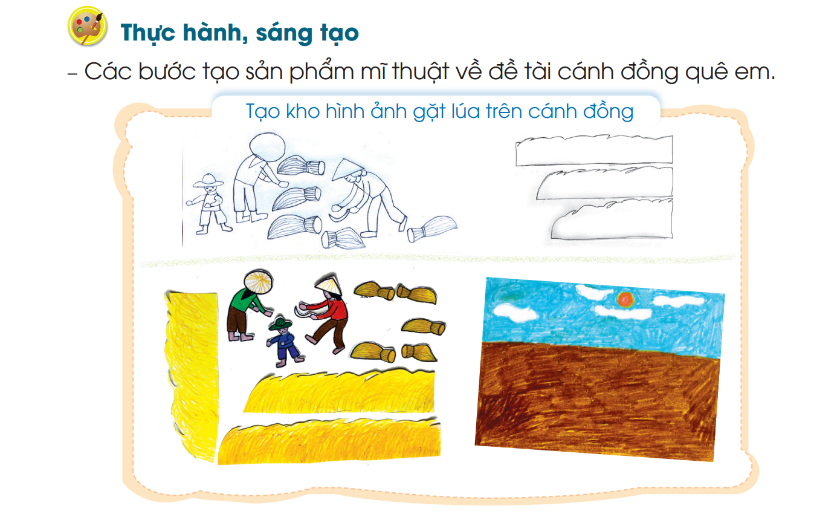 Thực hành, sáng tạo
– Các bước tạo sản phẩm mĩ thuật về đề tài cánh đồng quê em.
Tạo kho hình ảnh gặt lúa trên cánh đồng